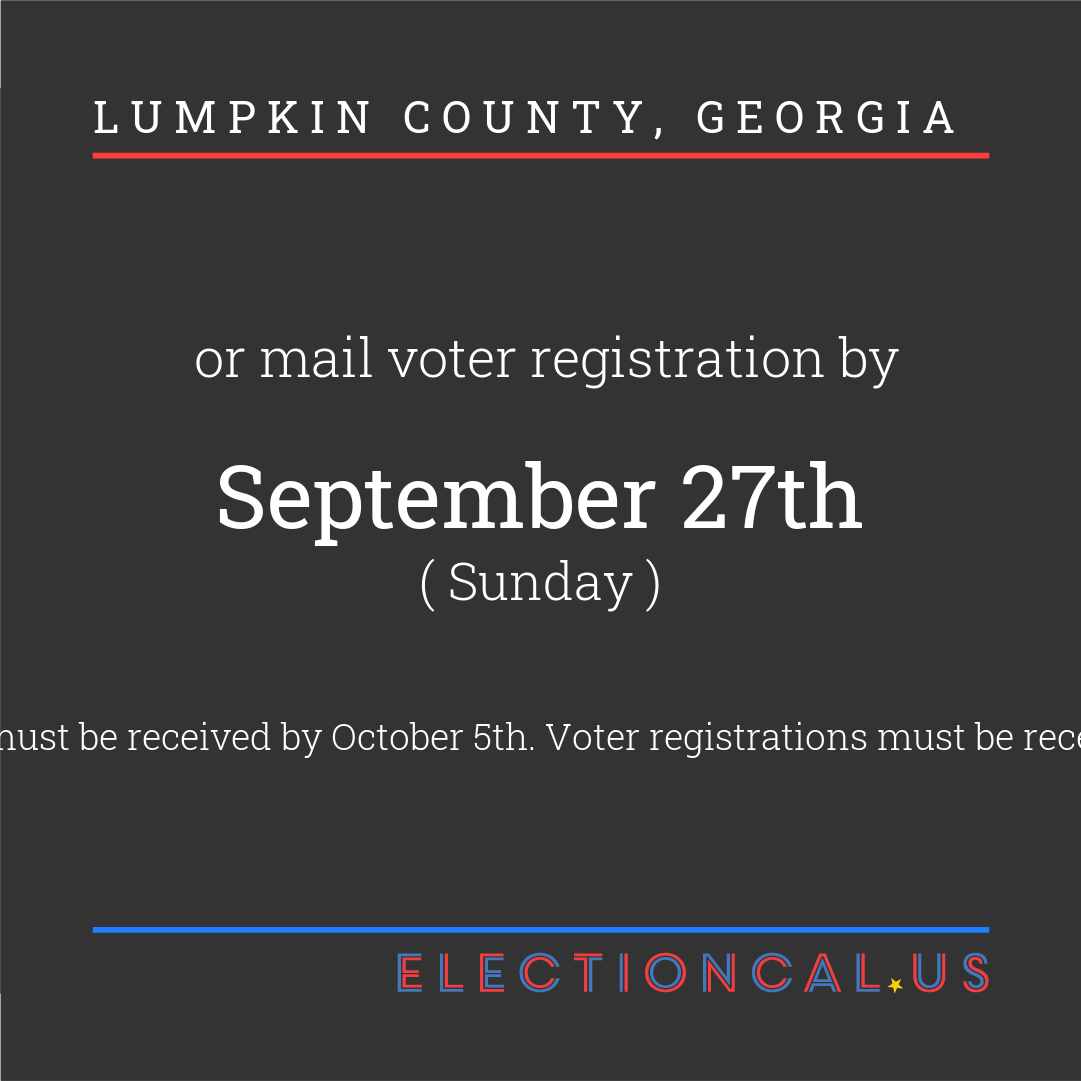 LUMPKIN COUNTY, GEORGIA
or mail voter registration by
September 27th
( Sunday )
must be received by October 5th. Voter registrations must be rece
ELECTIONCAL.US